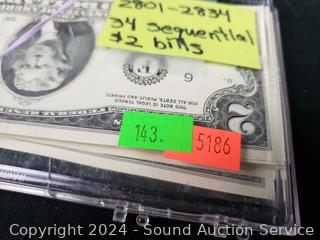 2801-2834
34 sequential
$2 bills
6
THIS NOTE IS LEGAL TENDER
FOR ALL DEBTS, PUBLIC AND PRIVATE
2
143.
5186
Copyright 2024 - Sound Auction Service